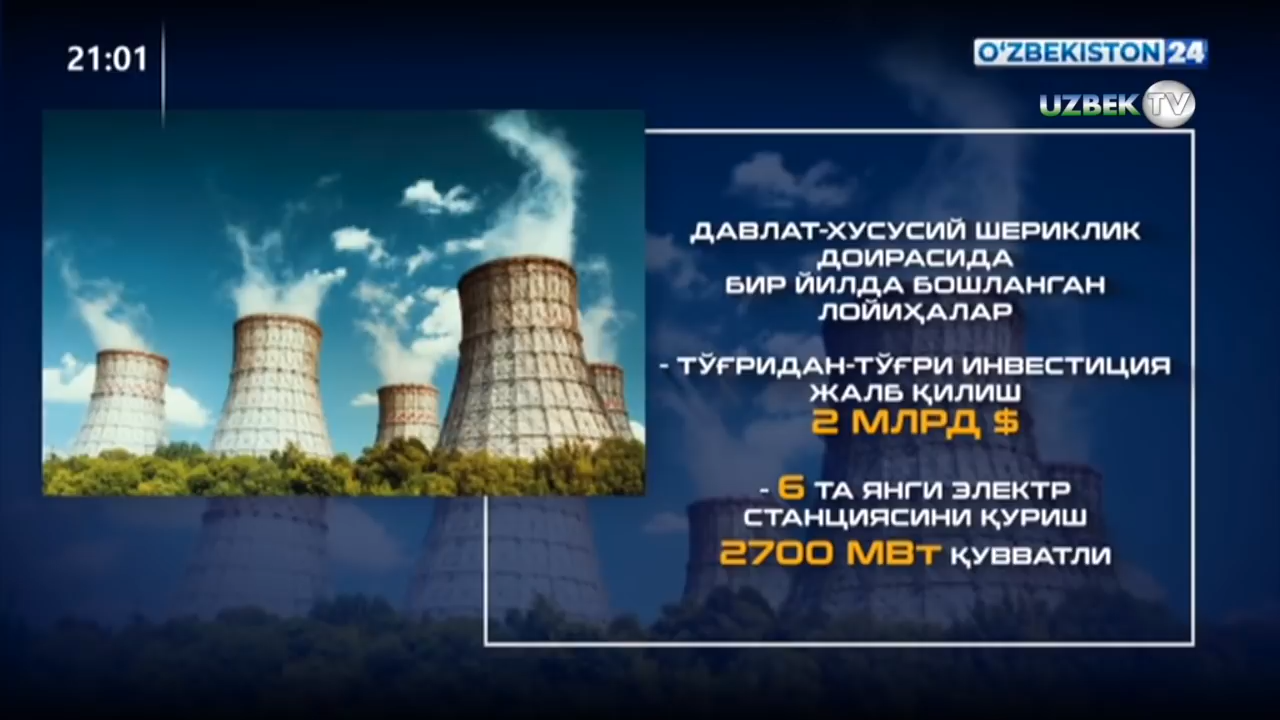 21:01
O'ZBEKISTON 24
UZBEK TV
ДАВЛАТ-ХУСУСИЙ ШЕРИКЛИК
ДОИРАСИДА
БИР ЙИЛДА БОШЛАНГАН
ЛОЙИҲАЛАР
- ТЎҒРИДАН-ТЎҒРИ ИНВЕСТИЦИЯ
ЖАЛБ ҚИЛИШ
2 МЛРД $
- 6 ТА ЯНГИ ЭЛЕКТР
СТАНЦИЯСИНИ ҚУРИШ
2700 МВт ҚУВВАТЛИ